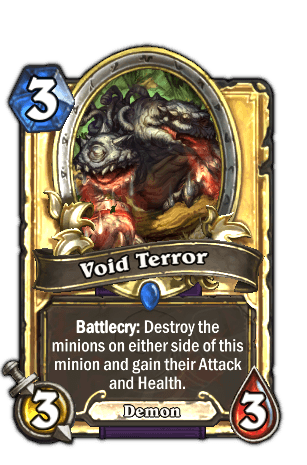 3
Void Terror
Battlecry: Destroy the
minions on either side of this
minion and gain their Attack
and Health.
3
Demon
3